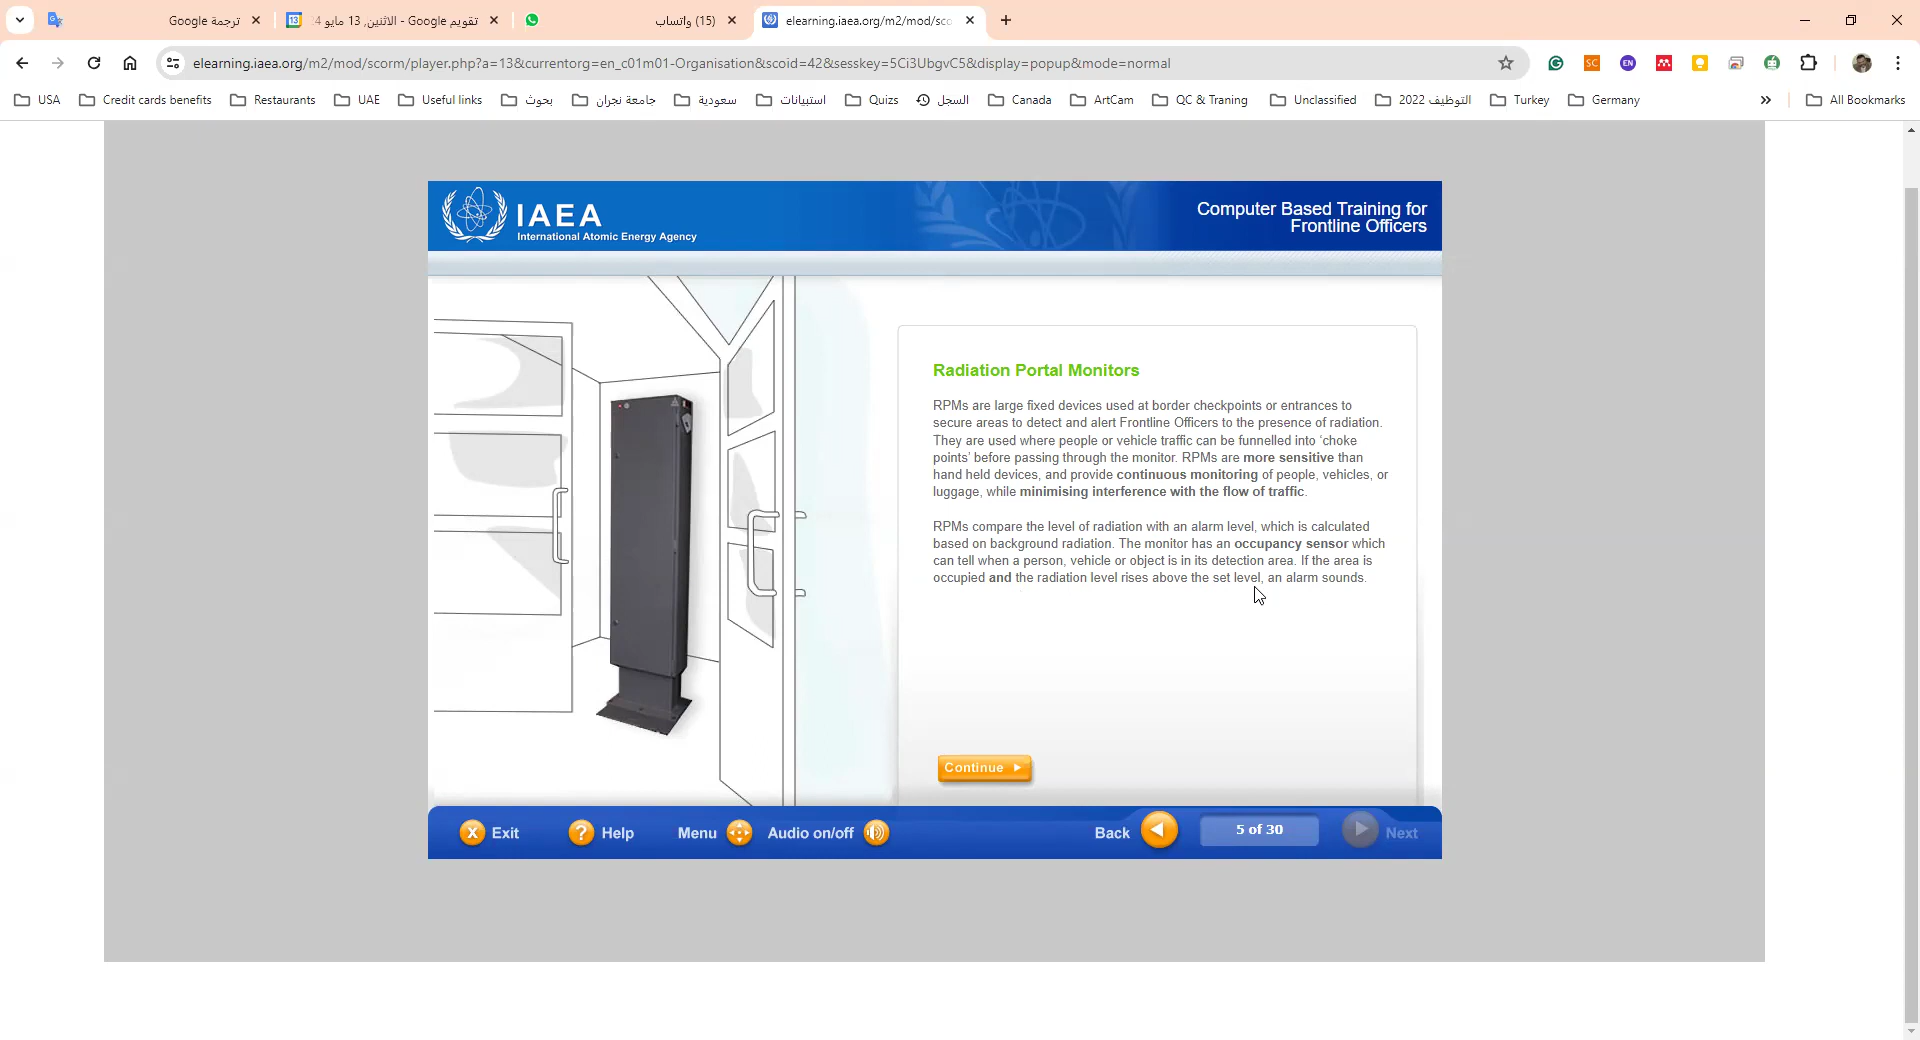 ترجمة Google
تقويم Google - الاثنين, 13 مايو
(15) واتساب
elearning.iaea.org/m2/mod/sco
elearning.iaea.org/m2/mod/scorm/player.php?a=13&currentorg=en_c01m01-Organisation&scoid=42&sesskey=5Ci3UbgvC5&display=popup&mode=normal
USA
Credit cards benefits
Restaurants
UAE
Useful links
بحوث
جامعة نجران
سعودية
استبيانات
Quizs
السجل
Canada
ArtCam
QC & Traning
Unclassified
التوظيف 2022
Turkey
Germany
All Bookmarks
IAEA
International Atomic Energy Agency
Computer Based Training for
Frontline Officers
Radiation Portal Monitors
RPMs are large fixed devices used at border checkpoints or entrances to
secure areas to detect and alert Frontline Officers to the presence of radiation.
They are used where people or vehicle traffic can be funnelled into ‘choke
points’ before passing through the monitor. RPMs are more sensitive than
hand held devices, and provide continuous monitoring of people, vehicles, or
luggage, while minimising interference with the flow of traffic.
RPMs compare the level of radiation with an alarm level, which is calculated
based on background radiation. The monitor has an occupancy sensor which
can tell when a person, vehicle or object is in its detection area. If the area is
occupied and the radiation level rises above the set level, an alarm sounds.
Continue
Exit
Help
Menu
Audio on/off
Back
5 of 30
Next